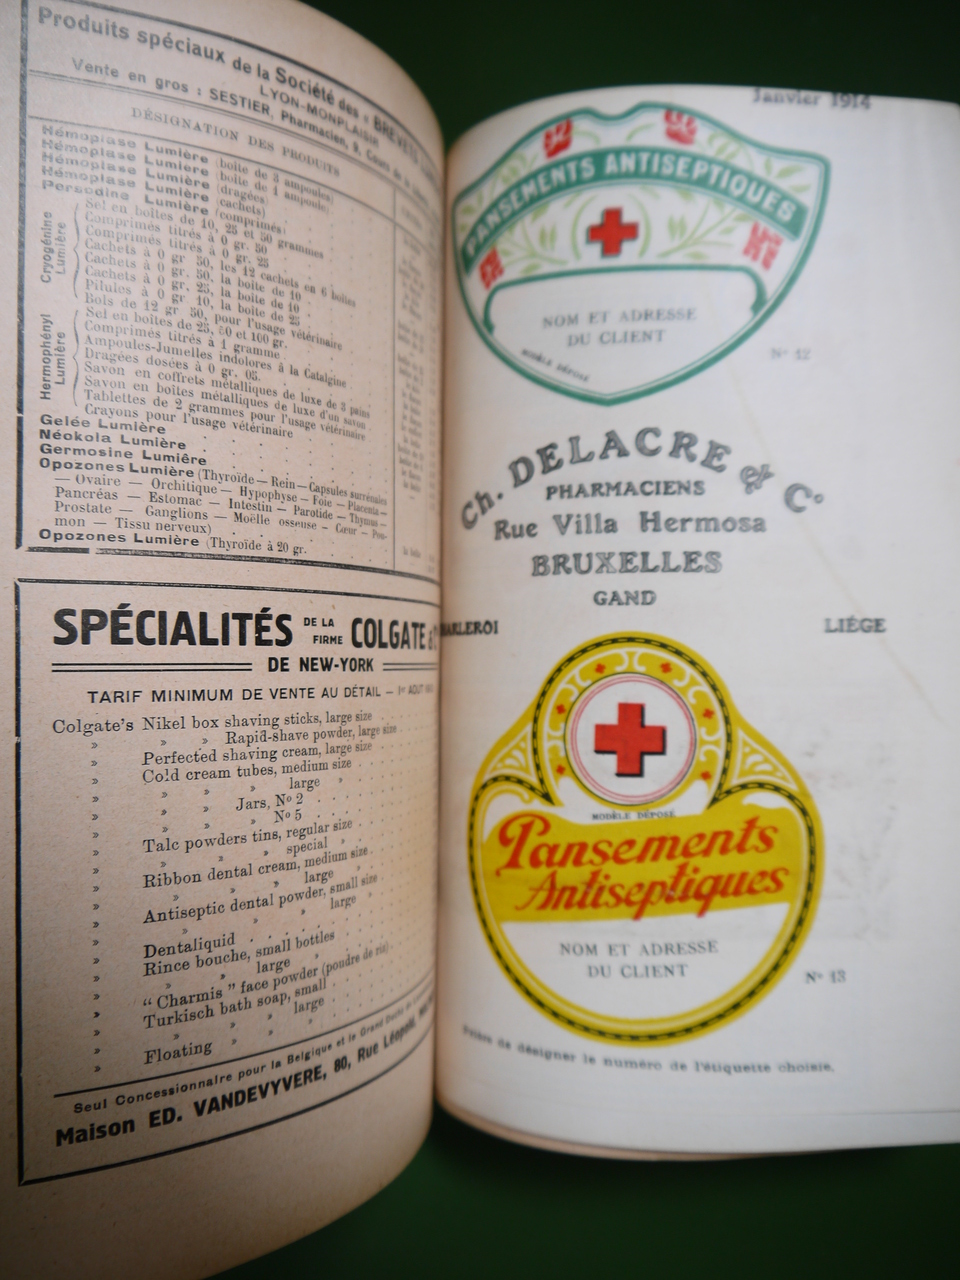 Produits spéciaux de la Société des « BREVETS
LYON-MONPLAISIR
Vente en gros : SESTIER, Pharmacien, 9, Cours de la
DÉSIGNATION DES PRODUITS
Hémoplase Lumière (boîte de 3 ampoules)
Hémoplase Lumière (boîte de 1 ampoule)
Hémoplase Lumière (dragées)
Hémoplase Lumière (cachets)
Persodine Lumière (comprimés)
Cryogénine Lumière
Sel en boîtes de 10, 25 et 50 grammes
Comprimés titrés à 0 gr. 50
Comprimés titrés à 0 gr. 25
Cachets à 0 gr. 50, les 12 cachets en 6 boîtes
Cachets à 0 gr. 50, la boîte de 10
Cachets à 0 gr. 25, la boîte de 10
Pilules à 0 gr. 10, la boîte de 25
Bols de 12 gr 50, pour l'usage vétérinaire
Hermophényl Lumière
Sel en boîtes de 25, 50 et 100 gr.
Comprimés titrés à 1 gramme
Ampoules-Jumelles indolores à la Catalgine
Dragées dosées à 0 gr. 05.
Savon en coffrets métalliques de luxe de 3 pains
Savon en boîtes métalliques de luxe d'un savon
Tablettes de 2 grammes pour l'usage vétérinaire
Crayons pour l'usage vétérinaire
Gelée Lumière
Néokola Lumière
Germosine Lumière
Opozones Lumière (Thyroïde — Rein — Capsules surrénales
— Ovaire — Orchitique — Hypophyse — Foie — Placenta —
Pancréas — Estomac — Intestin — Parotide — Thymus —
Prostate — Ganglions — Moëlle osseuse — Cœur — Pou-
mon — Tissu nerveux)
Opozones Lumière (Thyroïde à 20 gr.
SPÉCIALITÉS DE LA FIRME COLGATE &
DE NEW-YORK
TARIF MINIMUM DE VENTE AU DÉTAIL — 1er AOUT
Colgate's Nikel box shaving sticks, large size
» » » Rapid-shave powder, large size
» Perfected shaving cream, large size
» Cold cream tubes, medium size
» » » » large »
» » » Jars, No 2
» » » » No 5
» Talc powders tins, regular size
» » » » special »
» Ribbon dental cream, medium size
» » » » large »
» Antiseptic dental powder, small size
» » » » large »
» Dentaliquid
» Rince bouche, small bottles
» » » large »
» “ Charmis ” face powder (poudre de riz)
» Turkisch bath soap, small
» » » » large »
» Floating » »
Seul Concessionnaire pour la Belgique et le Grand Duché
Maison ED. VANDEVYVERE, 80, Rue Léopold,
Janvier 1914
PANSEMENTS ANTISEPTIQUES
NOM ET ADRESSE
DU CLIENT
MODÈLE DÉPOSÉ
No 12
Ch. DELACRE & Co
PHARMACIENS
Rue Villa Hermosa
BRUXELLES
GAND
HARLEROI LIÉGE
MODÈLE DÉPOSÉ
Pansements
Antiseptiques
NOM ET ADRESSE
DU CLIENT
No 13
Prière de désigner le numéro de l'étiquette choisie.